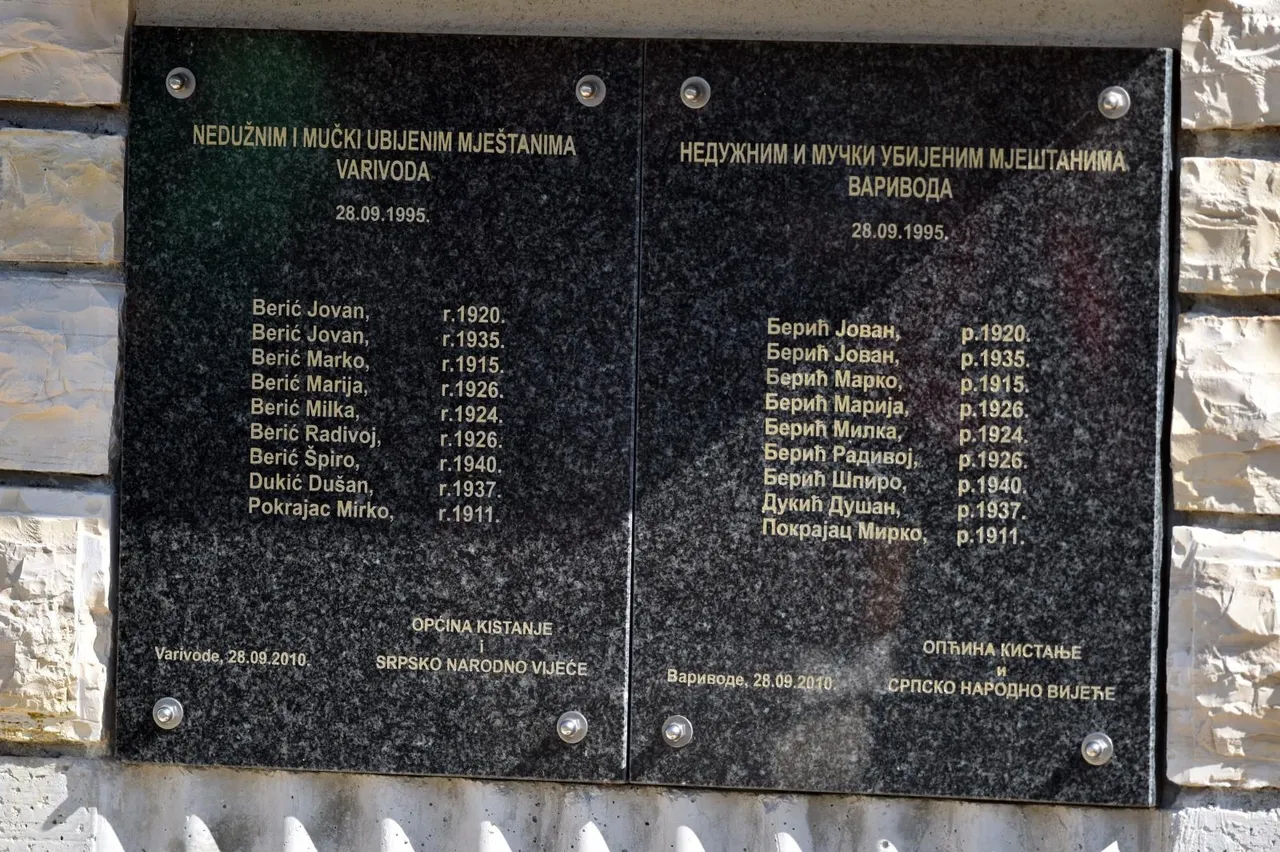 NEDUŽNIM I MUČKI UBIJENIM MJEŠTANIMA
VARIVODA
28.09.1995.
Berić Jovan, r.1920.
Berić Jovan, r.1935.
Berić Marko, r.1915.
Berić Marija, r.1926.
Berić Milka, r.1924.
Berić Radivoj, r.1926.
Berić Špiro, r.1940.
Dukić Dušan, r.1937.
Pokrajac Mirko, r.1911.
OPĆINA KISTANJE
i
Varivode, 28.09.2010. SRPSKO NARODNO VIJEĆE
НЕДУЖНИМ И МУЧКИ УБИЈЕНИМ МЈЕШТАНИМА
ВАРИВОДА
28.09.1995.
Берић Јован, р.1920.
Берић Јован, р.1935.
Берић Марко, р.1915.
Берић Марија, р.1926.
Берић Милка, р.1924.
Берић Радивој, р.1926.
Берић Шпиро, р.1940.
Дукић Душан, р.1937.
Покрајац Мирко, р.1911.
ОПЋИНА КИСТАЊЕ
и
Вариводе, 28.09.2010. СРПСКО НАРОДНО ВИЈЕЋЕ